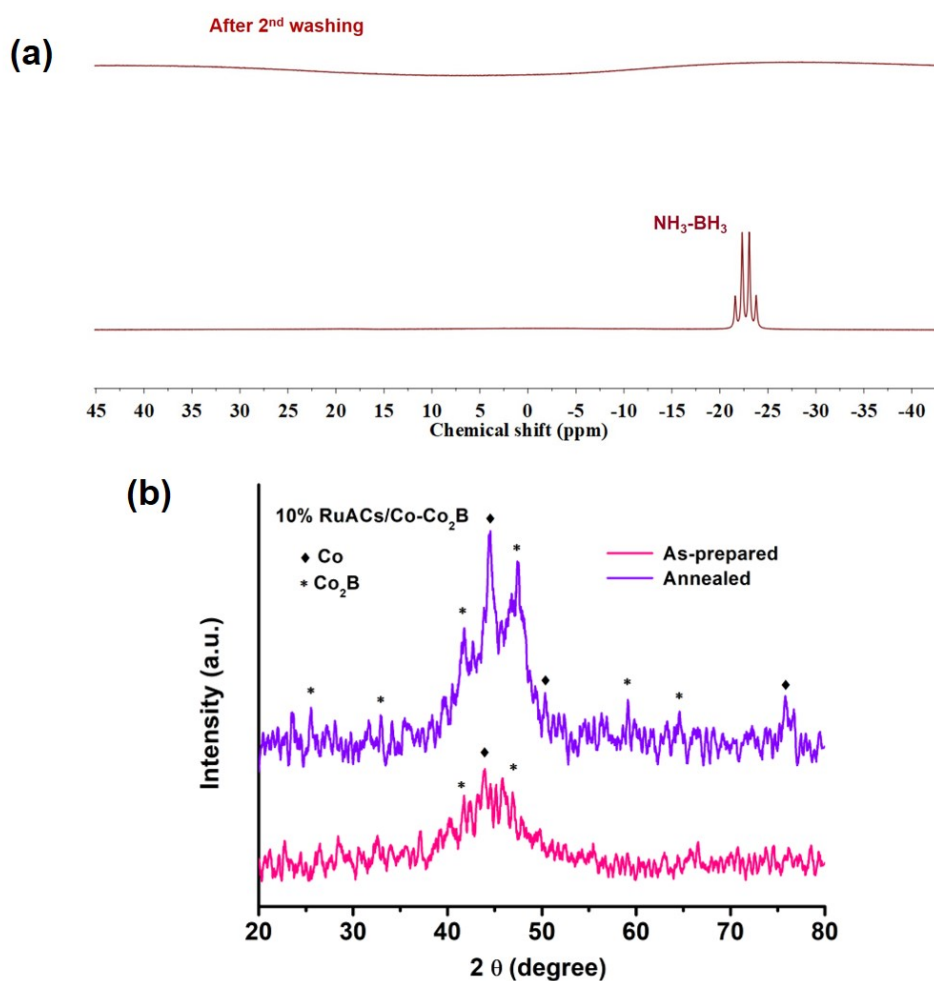 After 2nd washing
(a)
NH3-BH3
45 40 35 30 25 20 15 10 5 0 -5 -10 -15 -20 -25 -30 -35 -40
Chemical shift (ppm)
(b)
10% RuACs/Co-Co2B
♦ Co
* Co2B
As-prepared
Annealed
Intensity (a.u.)
20 30 40 50 60 70 80
2 θ (degree)